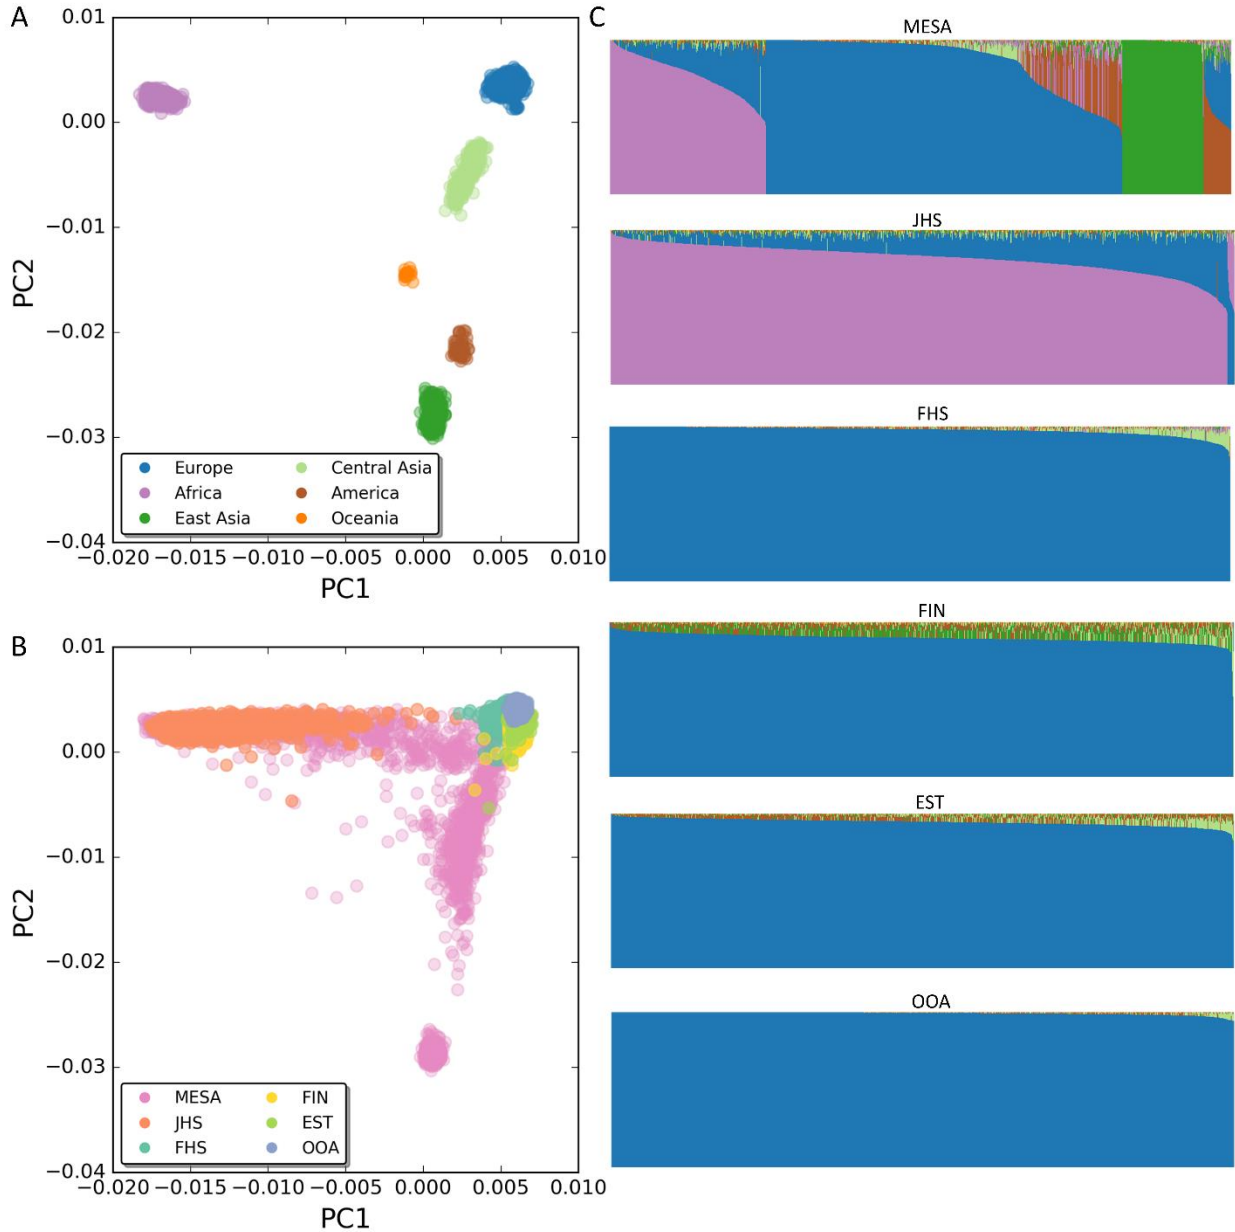 A
0.01
0.00
−0.01
−0.02
−0.03
−0.04
PC2
Europe
Africa
East Asia
Central Asia
America
Oceania
−0.020 −0.015 −0.010 −0.005 0.000 0.005 0.010
PC1
B
0.01
0.00
−0.01
−0.02
−0.03
−0.04
PC2
MESA
JHS
FHS
FIN
EST
OOA
−0.020 −0.015 −0.010 −0.005 0.000 0.005 0.010
PC1
C
MESA
JHS
FHS
FIN
EST
OOA